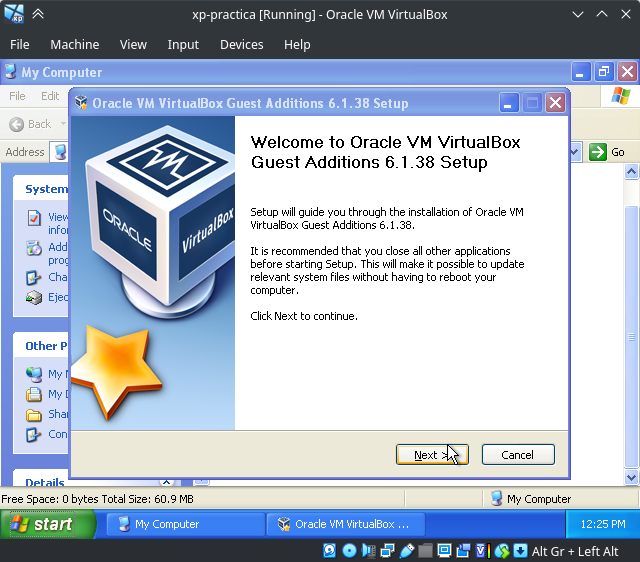 xp-practica [Running] - Oracle VM VirtualBox
File Machine View Input Devices Help
My Computer
File Edit
Oracle VM VirtualBox Guest Additions 6.1.38 Setup
Back
Address
Go
System
View
infor
Add
prog
Cha
Ejec
Other P
My N
My D
Shar
Con
Details
ORACLE
VirtualBox
Welcome to Oracle VM VirtualBox
Guest Additions 6.1.38 Setup
Setup will guide you through the installation of Oracle VM
VirtualBox Guest Additions 6.1.38.
It is recommended that you close all other applications
before starting Setup. This will make it possible to update
relevant system files without having to reboot your
computer.
Click Next to continue.
Next >
Cancel
Free Space: 0 bytes Total Size: 60.9 MB
My Computer
start
My Computer
Oracle VM VirtualBox ...
12:25 PM
Alt Gr + Left Alt